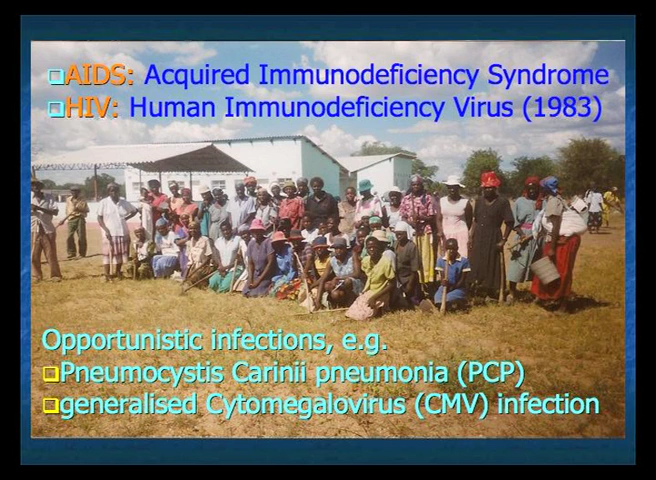 AIDS: Acquired Immunodeficiency Syndrome
HIV: Human Immunodeficiency Virus (1983)
Opportunistic infections, e.g.
Pneumocystis Carinii pneumonia (PCP)
generalised Cytomegalovirus (CMV) infection